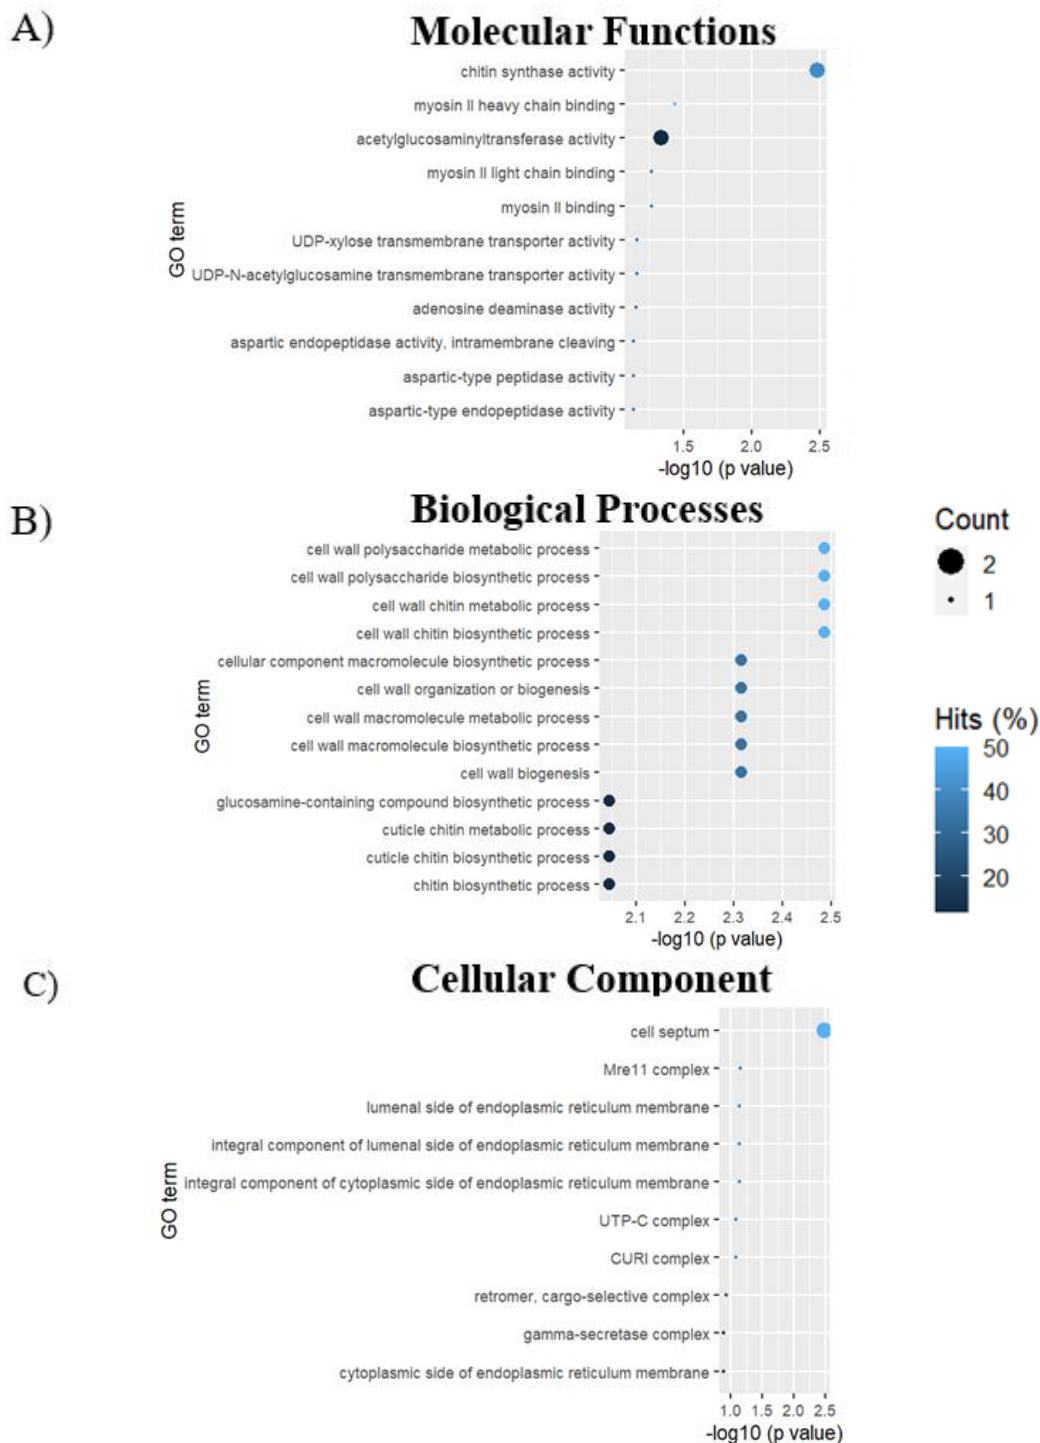 A)
Molecular Functions
chitin synthase activity
myosin II heavy chain binding
acetylglucosaminyltransferase activity
myosin II light chain binding
myosin II binding
UDP-xylose transmembrane transporter activity
UDP-N-acetylglucosamine transmembrane transporter activity
adenosine deaminase activity
aspartic endopeptidase activity, intramembrane cleaving
aspartic-type peptidase activity
aspartic-type endopeptidase activity
GO term
1.5 2.0 2.5
-log10 (p value)
B)
Biological Processes
cell wall polysaccharide metabolic process
cell wall polysaccharide biosynthetic process
cell wall chitin metabolic process
cell wall chitin biosynthetic process
cellular component macromolecule biosynthetic process
cell wall organization or biogenesis
cell wall macromolecule metabolic process
cell wall macromolecule biosynthetic process
cell wall biogenesis
glucosamine-containing compound biosynthetic process
cuticle chitin metabolic process
cuticle chitin biosynthetic process
chitin biosynthetic process
GO term
2.1 2.2 2.3 2.4 2.5
-log10 (p value)
Count
2
1
Hits (%)
50
40
30
20
C)
Cellular Component
cell septum
Mre11 complex
lumenal side of endoplasmic reticulum membrane
integral component of lumenal side of endoplasmic reticulum membrane
integral component of cytoplasmic side of endoplasmic reticulum membrane
UTP-C complex
CURI complex
retromer, cargo-selective complex
gamma-secretase complex
cytoplasmic side of endoplasmic reticulum membrane
GO term
1.0 1.5 2.0 2.5
-log10 (p value)